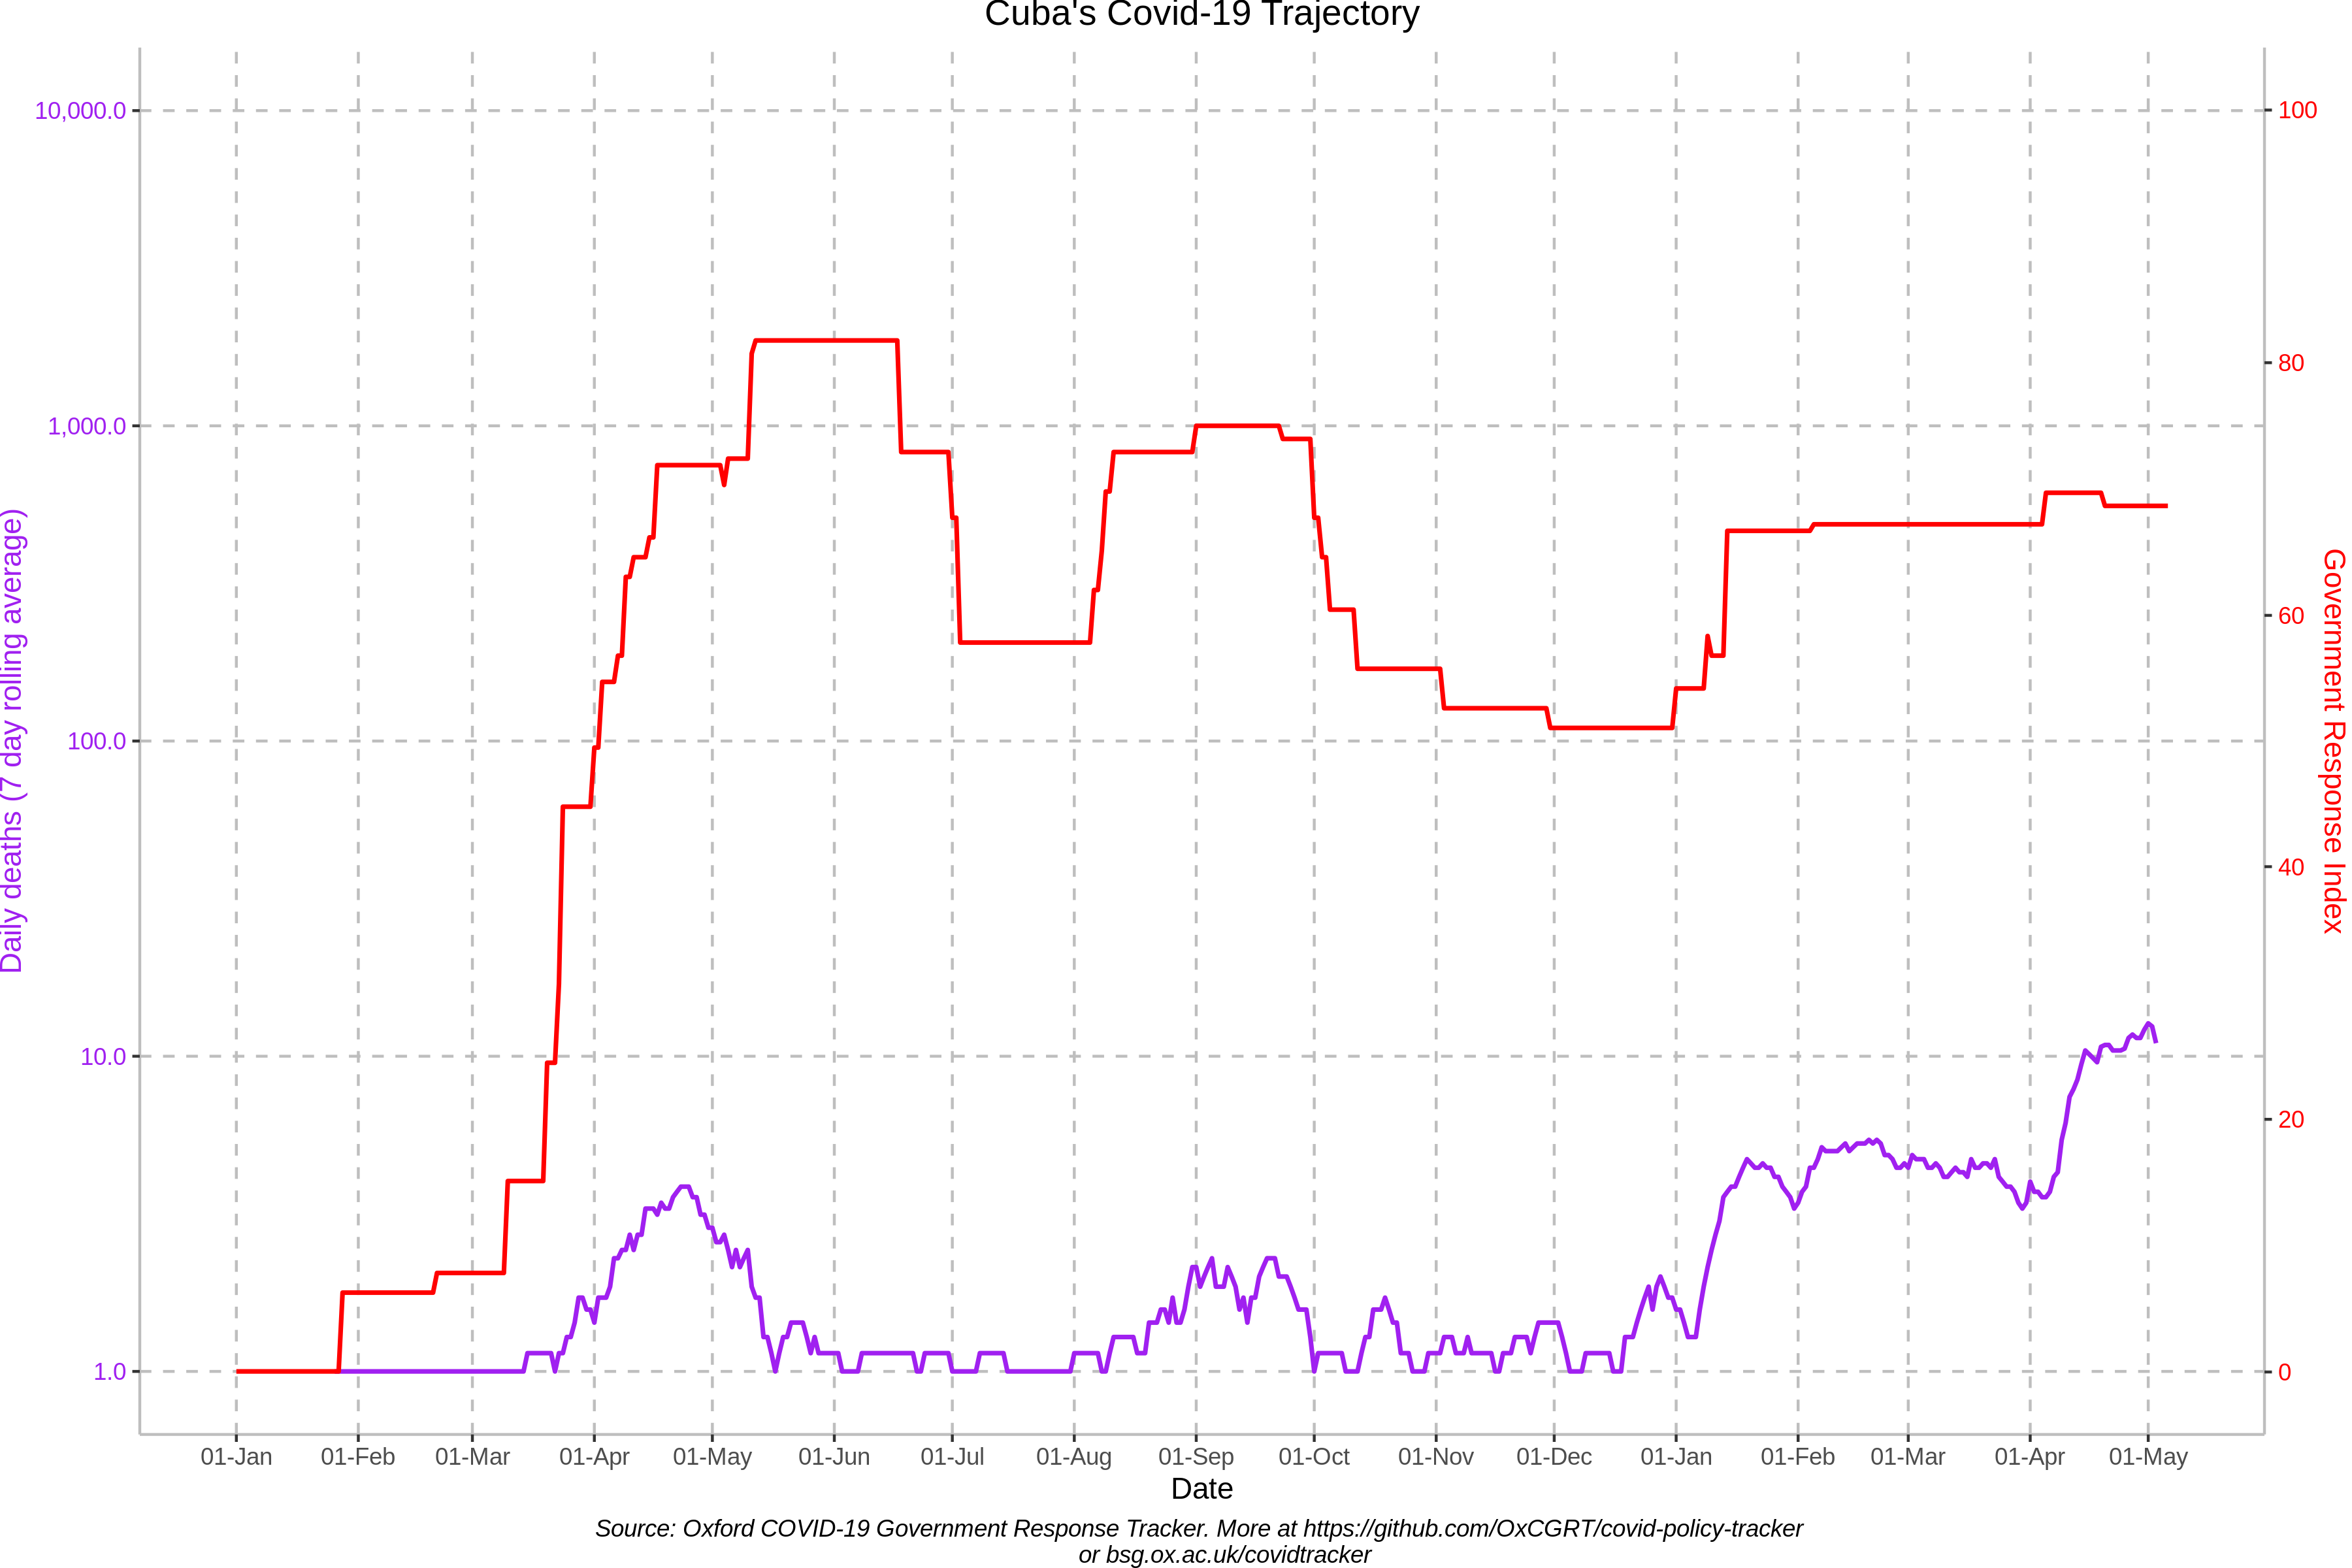 Cuba's Covid-19 Trajectory
10,000.0
1,000.0
100.0
10.0
1.0
Daily deaths (7 day rolling average)
100
80
60
40
20
0
Government Response Index
01-Jan 01-Feb 01-Mar 01-Apr 01-May 01-Jun 01-Jul 01-Aug 01-Sep 01-Oct 01-Nov 01-Dec 01-Jan 01-Feb 01-Mar 01-Apr 01-May
Date
Source: Oxford COVID-19 Government Response Tracker. More at https://github.com/OxCGRT/covid-policy-tracker
or bsg.ox.ac.uk/covidtracker